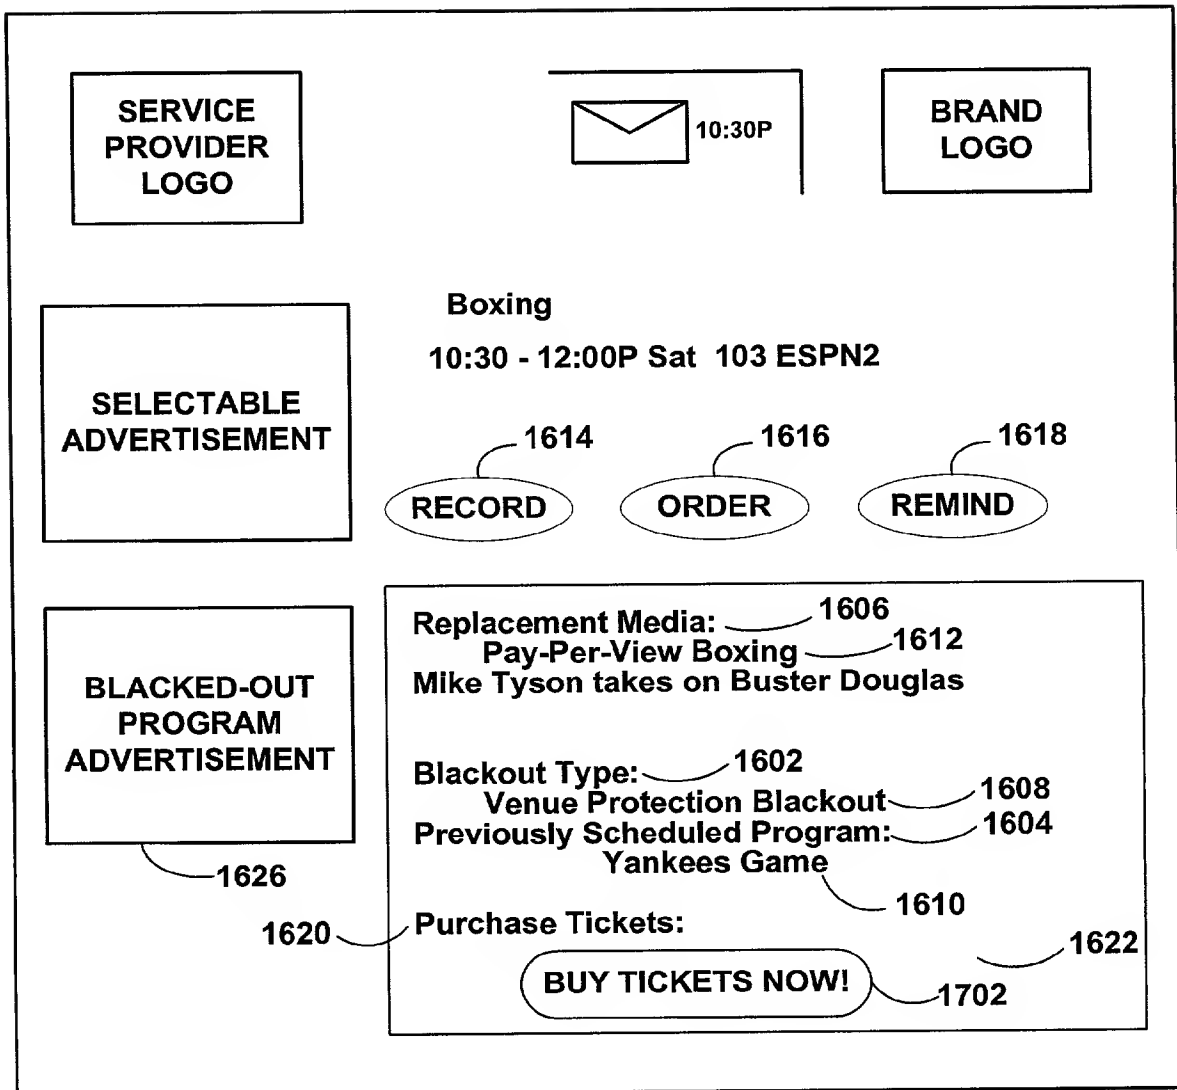 SERVICE
PROVIDER
LOGO
10:30P
BRAND
LOGO
Boxing
10:30 - 12:00P Sat 103 ESPN2
SELECTABLE
ADVERTISEMENT
1614
1616
1618
RECORD
ORDER
REMIND
BLACKED-OUT
PROGRAM
ADVERTISEMENT
1626
Replacement Media: 1606
Pay-Per-View Boxing 1612
Mike Tyson takes on Buster Douglas
Blackout Type: 1602
Venue Protection Blackout 1608
Previously Scheduled Program: 1604
Yankees Game
1610
1620 Purchase Tickets:
1622
BUY TICKETS NOW!
1702